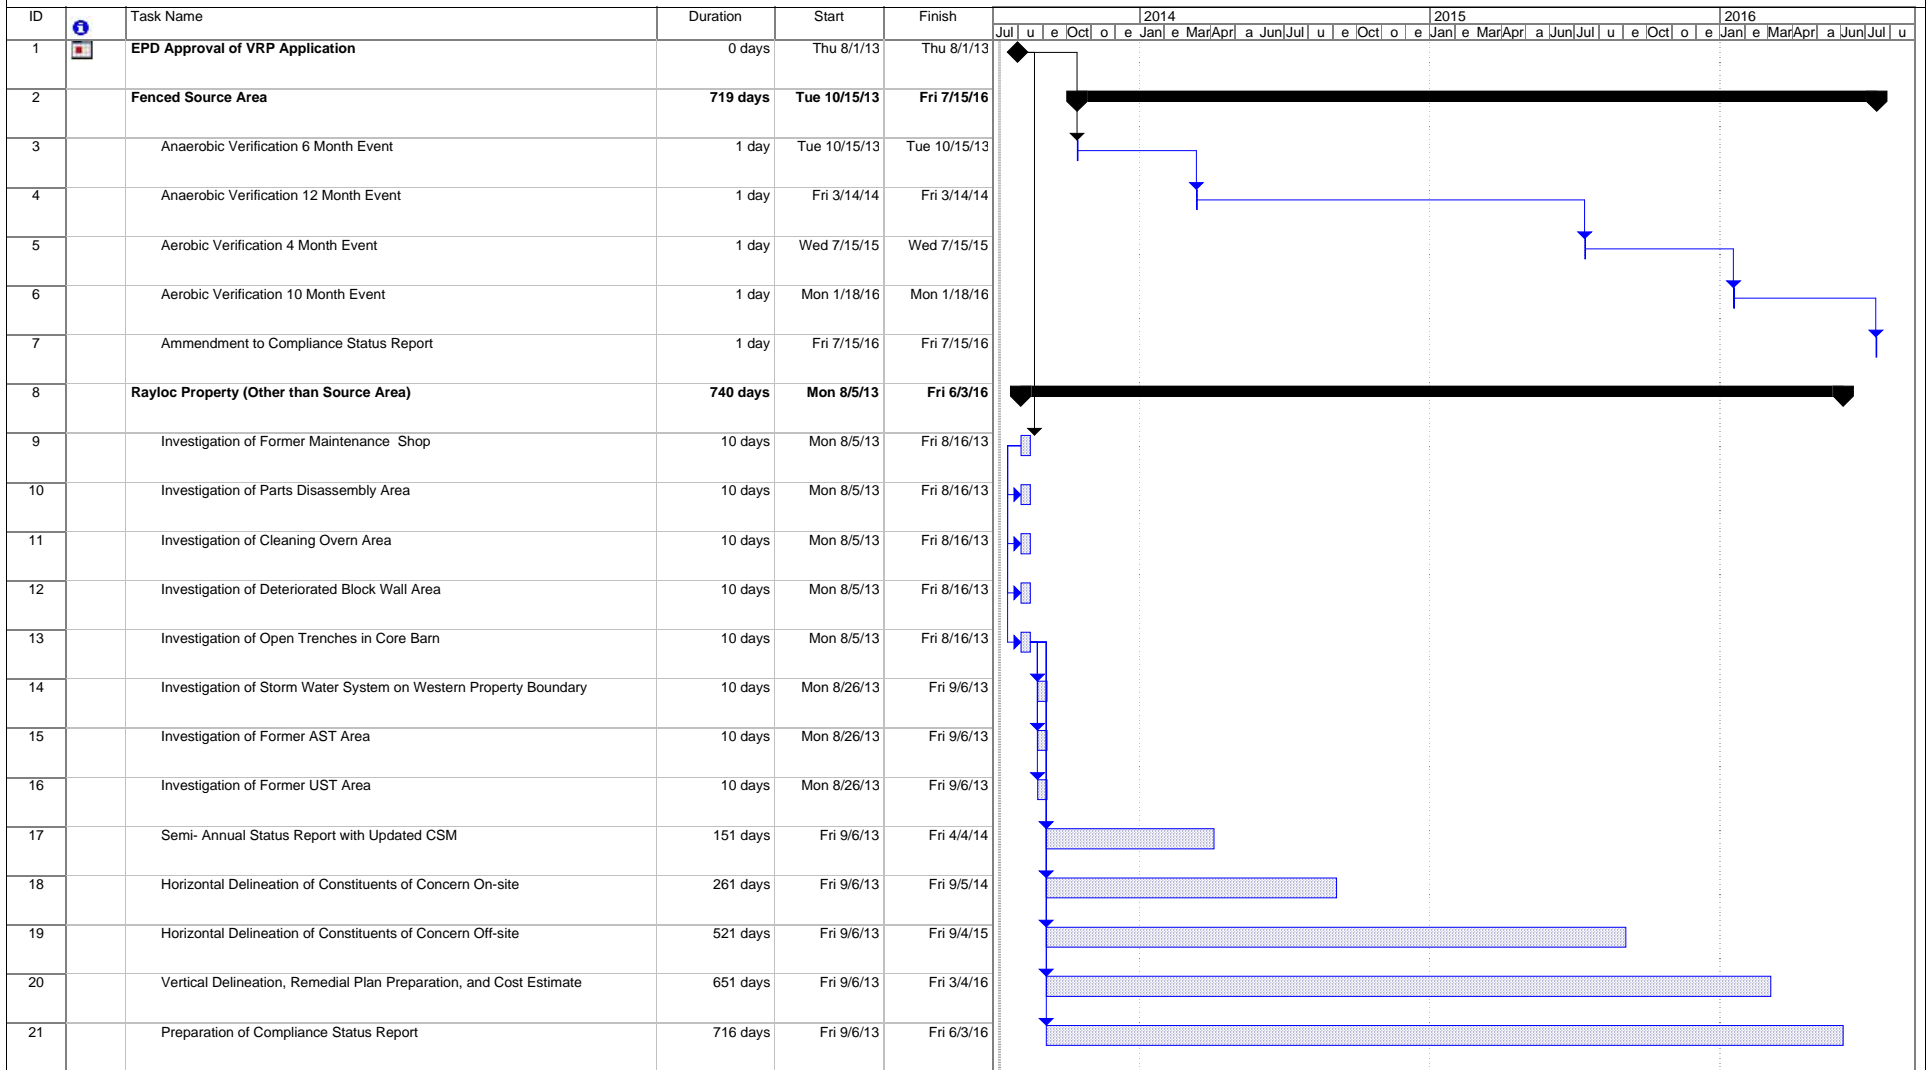 ID Task Name Duration Start Finish 2014 2015 2016
Jul u e Oct o e Jan e Mar Apr a Jun Jul u e Oct o e Jan e Mar Apr a Jun Jul u e Oct o e Jan e Mar Apr a Jun Jul u
1 EPD Approval of VRP Application 0 days Thu 8/1/13 Thu 8/1/13
2 Fenced Source Area 719 days Tue 10/15/13 Fri 7/15/16
3 Anaerobic Verification 6 Month Event 1 day Tue 10/15/13 Tue 10/15/13
4 Anaerobic Verification 12 Month Event 1 day Fri 3/14/14 Fri 3/14/14
5 Aerobic Verification 4 Month Event 1 day Wed 7/15/15 Wed 7/15/15
6 Aerobic Verification 10 Month Event 1 day Mon 1/18/16 Mon 1/18/16
7 Ammendment to Compliance Status Report 1 day Fri 7/15/16 Fri 7/15/16
8 Rayloc Property (Other than Source Area) 740 days Mon 8/5/13 Fri 6/3/16
9 Investigation of Former Maintenance Shop 10 days Mon 8/5/13 Fri 8/16/13
10 Investigation of Parts Disassembly Area 10 days Mon 8/5/13 Fri 8/16/13
11 Investigation of Cleaning Overn Area 10 days Mon 8/5/13 Fri 8/16/13
12 Investigation of Deteriorated Block Wall Area 10 days Mon 8/5/13 Fri 8/16/13
13 Investigation of Open Trenches in Core Barn 10 days Mon 8/5/13 Fri 8/16/13
14 Investigation of Storm Water System on Western Property Boundary 10 days Mon 8/26/13 Fri 9/6/13
15 Investigation of Former AST Area 10 days Mon 8/26/13 Fri 9/6/13
16 Investigation of Former UST Area 10 days Mon 8/26/13 Fri 9/6/13
17 Semi- Annual Status Report with Updated CSM 151 days Fri 9/6/13 Fri 4/4/14
18 Horizontal Delineation of Constituents of Concern On-site 261 days Fri 9/6/13 Fri 9/5/14
19 Horizontal Delineation of Constituents of Concern Off-site 521 days Fri 9/6/13 Fri 9/4/15
20 Vertical Delineation, Remedial Plan Preparation, and Cost Estimate 651 days Fri 9/6/13 Fri 3/4/16
21 Preparation of Compliance Status Report 716 days Fri 9/6/13 Fri 6/3/16